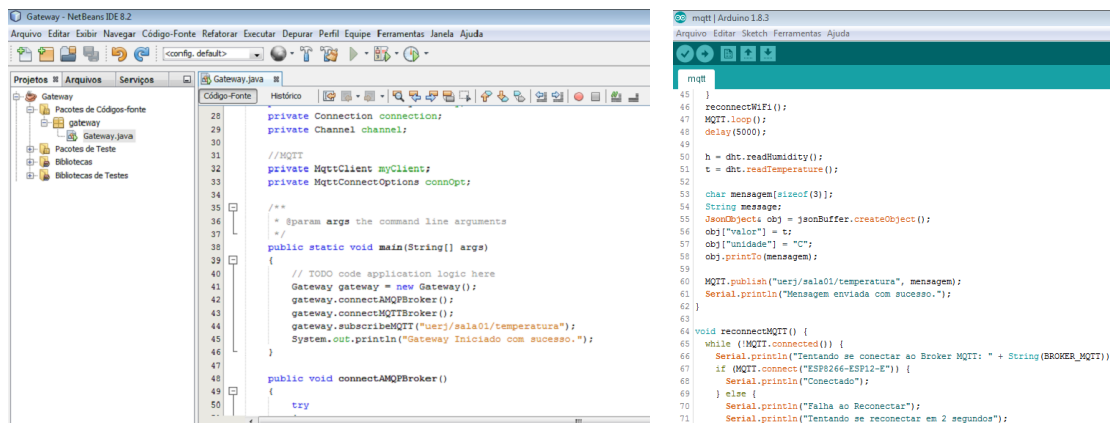 Gateway - NetBeans IDE 8.2
Arquivo Editar Exibir Navegar Código-Fonte Refatorar Executar Depurar Perfil Equipe Ferramentas Janela Ajuda
<config. default>
Projetos Arquivos Serviços
Gateway
Pacotes de Códigos-fonte
gateway
Gateway.java
Pacotes de Teste
Bibliotecas
Bibliotecas de Testes
Gateway.java
Código-Fonte Histórico
28 private Connection connection;
29 private Channel channel;
30
31 //MQTT
32 private MqttClient myClient;
33 private MqttConnectOptions connOpt;
34
35 /**
36 * @param args the command line arguments
37 */
38 public static void main(String[] args)
39 {
40 // TODO code application logic here
41 Gateway gateway = new Gateway();
42 gateway.connectAMQPBroker();
43 gateway.connectMQTTBroker();
44 gateway.subscribeMQTT("uerj/sala01/temperatura");
45 System.out.println("Gateway Iniciado com sucesso.");
46 }
47
48 public void connectAMQPBroker()
49 {
50 try
mqtt | Arduino 1.8.3
Arquivo Editar Sketch Ferramentas Ajuda
mqtt
45 }
46 reconnectWiFi();
47 MQTT.loop();
48 delay(5000);
49
50 h = dht.readHumidity();
51 t = dht.readTemperature();
52
53 char mensagem[sizeof(3)];
54 String message;
55 JsonObject& obj = jsonBuffer.createObject();
56 obj["valor"] = t;
57 obj["unidade"] = "C";
58 obj.printTo(mensagem);
59
60 MQTT.publish("uerj/sala01/temperatura", mensagem);
61 Serial.println("Mensagem enviada com sucesso.");
62 }
63
64 void reconnectMQTT() {
65 while (!MQTT.connected()) {
66 Serial.println("Tentando se conectar ao Broker MQTT: " + String(BROKER_MQTT))
67 if (MQTT.connect("ESP8266-ESP12-E")) {
68 Serial.println("Conectado");
69 } else {
70 Serial.println("Falha ao Reconectar");
71 Serial.println("Tentando se reconectar em 2 segundos");